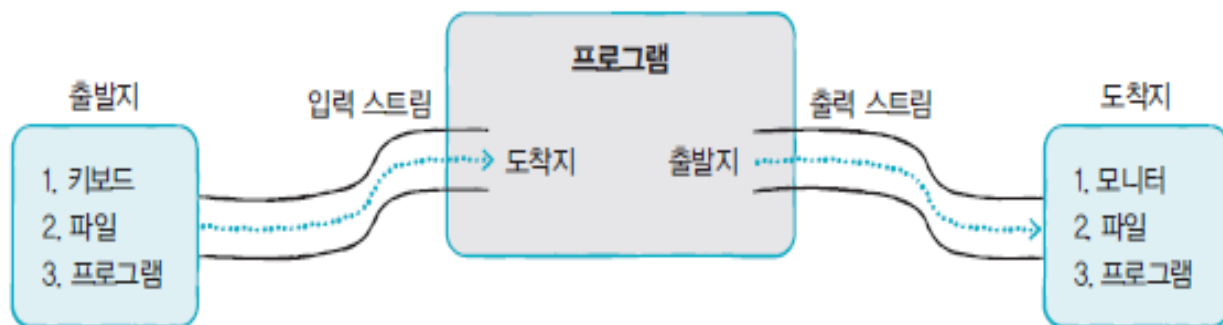 출발지
1. 키보드
2. 파일
3. 프로그램
입력 스트림
프로그램
도착지
출발지
출력 스트림
도착지
1. 모니터
2. 파일
3. 프로그램